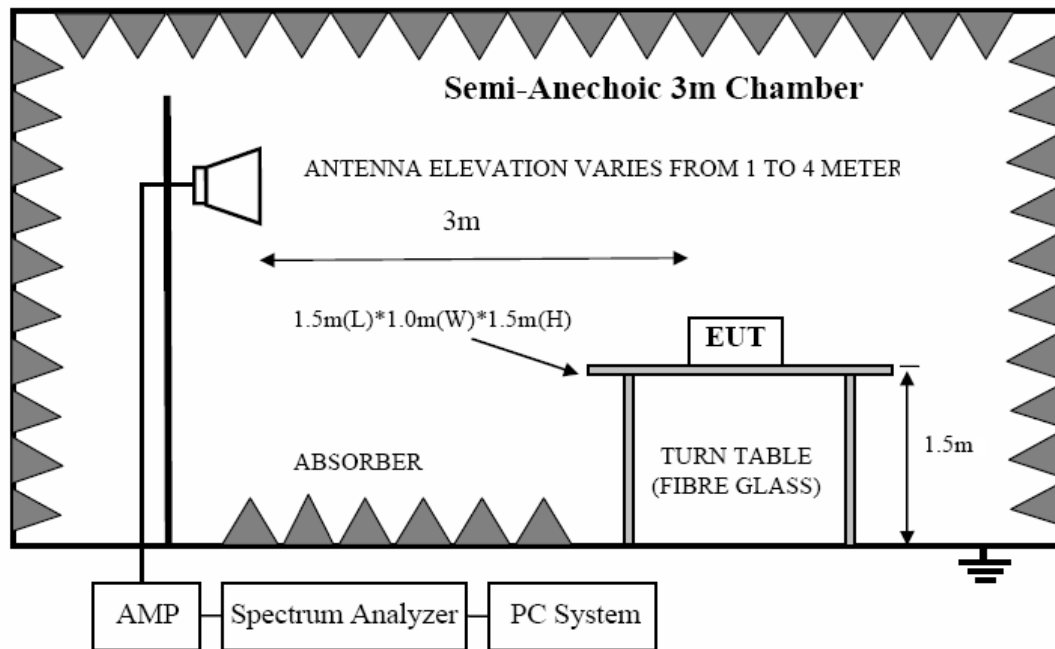 Semi-Anechoic 3m Chamber
ANTENNA ELEVATION VARIES FROM 1 TO 4 METER
3m
1.5m(L)*1.0m(W)*1.5m(H)
EUT
1.5m
ABSORBER
TURN TABLE
(FIBRE GLASS)
AMP
Spectrum Analyzer
PC System